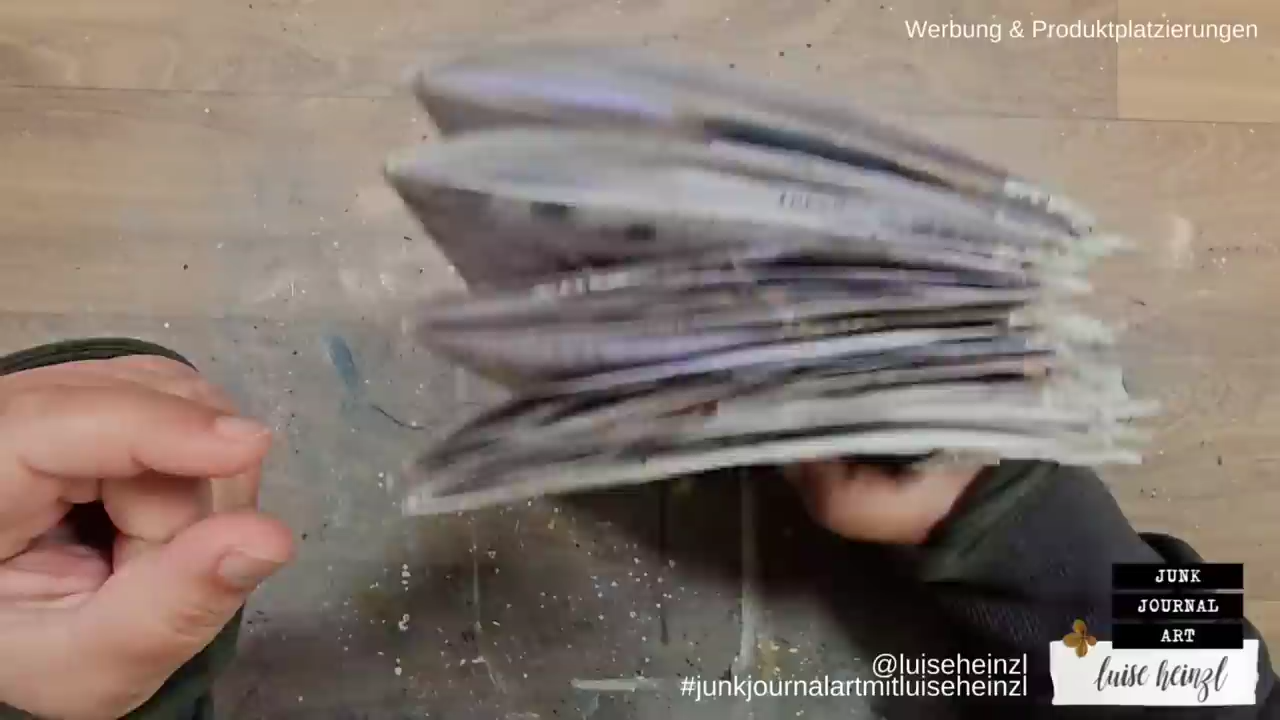 Werbung & Produktplatzierungen
JUNK
JOURNAL
ART
@luiseheinzl
#junkjournalartmitluiseheinzl
luise heinzl